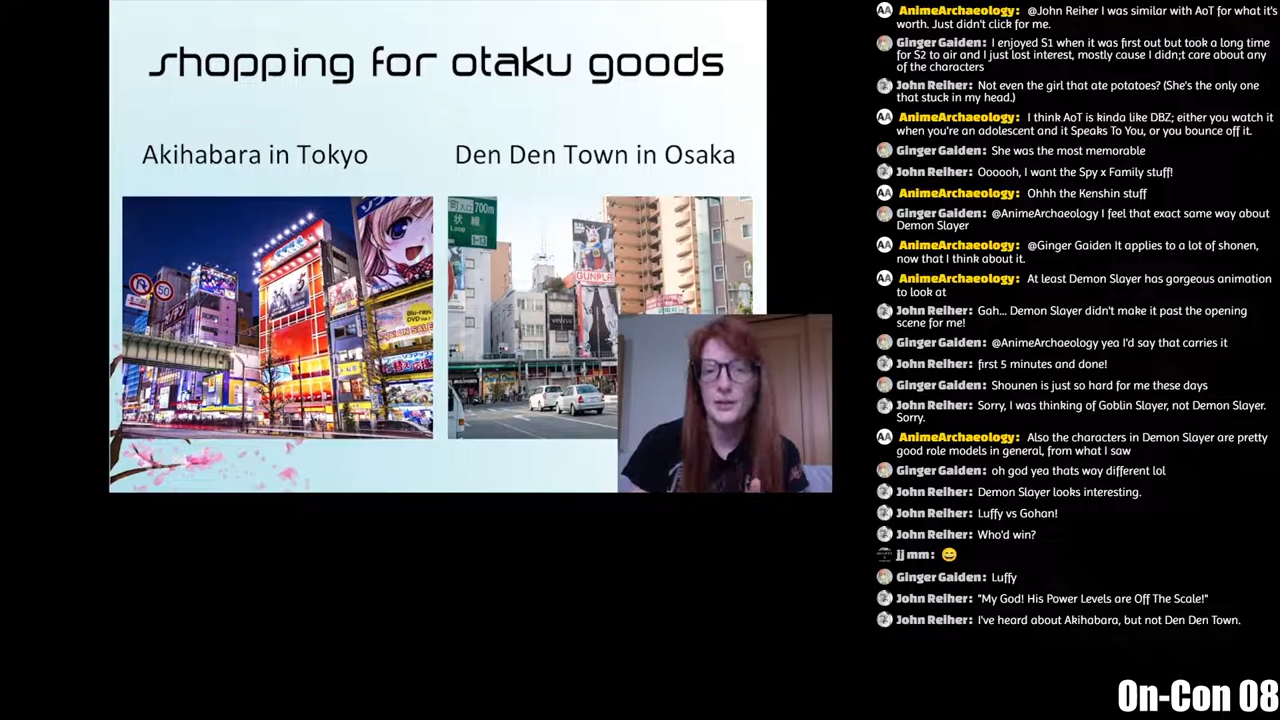 shopping for otaku goods
Akihabara in Tokyo
Den Den Town in Osaka
50
Blu-ray
DVD
700m
状
Loop
GUNPLA
AA AnimeArchaeology: @John Reiher I was similar with AoT for what it's
worth. Just didn't click for me.
Ginger Gaiden: I enjoyed S1 when it was first out but took a long time
for S2 to air and I just lost interest, mostly cause I didn;t care about any
of the characters
John Reiher: Not even the girl that ate potatoes? (She's the only one
that stuck in my head.)
AA AnimeArchaeology: I think AoT is kinda like DBZ; either you watch it
when you're an adolescent and it Speaks To You, or you bounce off it.
Ginger Gaiden: She was the most memorable
John Reiher: Oooooh, I want the Spy x Family stuff!
AA AnimeArchaeology: Ohhh the Kenshin stuff
Ginger Gaiden: @AnimeArchaeology I feel that exact same way about
Demon Slayer
AA AnimeArchaeology: @Ginger Gaiden It applies to a lot of shonen,
now that I think about it.
AA AnimeArchaeology: At least Demon Slayer has gorgeous animation
to look at
John Reiher: Gah... Demon Slayer didn't make it past the opening
scene for me!
Ginger Gaiden: @AnimeArchaeology yea I'd say that carries it
John Reiher: first 5 minutes and done!
Ginger Gaiden: Shounen is just so hard for me these days
John Reiher: Sorry, I was thinking of Goblin Slayer, not Demon Slayer.
Sorry.
AA AnimeArchaeology: Also the characters in Demon Slayer are pretty
good role models in general, from what I saw
Ginger Gaiden: oh god yea thats way different lol
John Reiher: Demon Slayer looks interesting.
John Reiher: Luffy vs Gohan!
John Reiher: Who'd win?
jj mm: 😄
Ginger Gaiden: Luffy
John Reiher: "My God! His Power Levels are Off The Scale!"
John Reiher: I've heard about Akihabara, but not Den Den Town.
On-Con 08